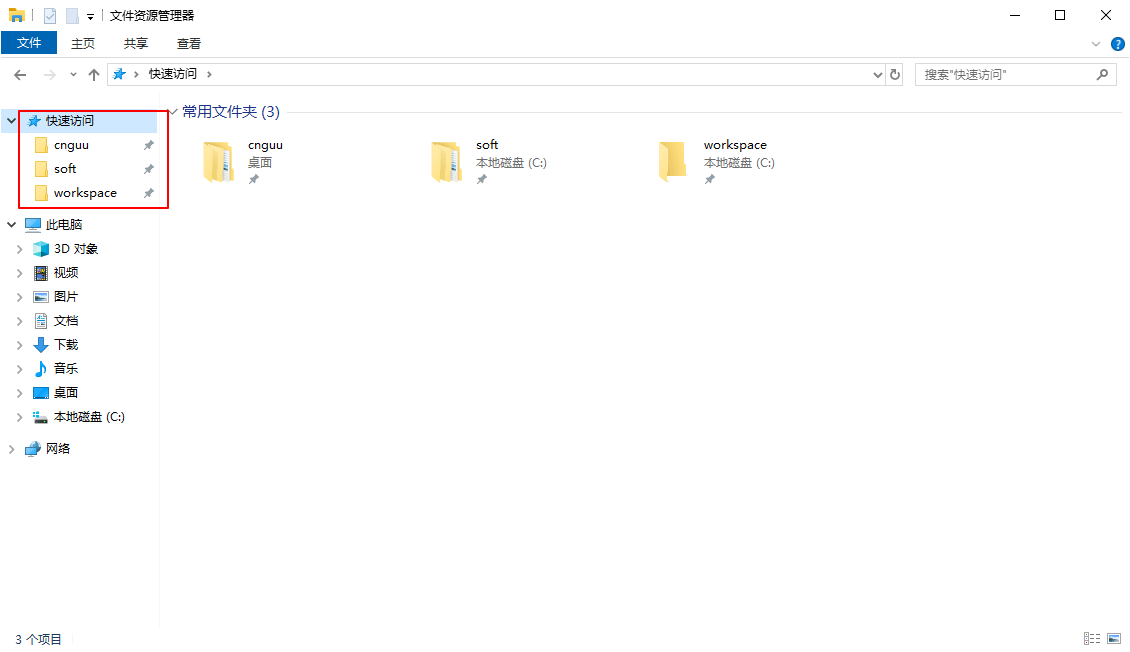 文件资源管理器
文件 主页 共享 查看
快速访问
搜索"快速访问"
快速访问
cnguu
soft
workspace
此电脑
3D 对象
视频
图片
文档
下载
音乐
桌面
本地磁盘 (C:)
网络
常用文件夹 (3)
cnguu
桌面
soft
本地磁盘 (C:)
workspace
本地磁盘 (C:)
3 个项目